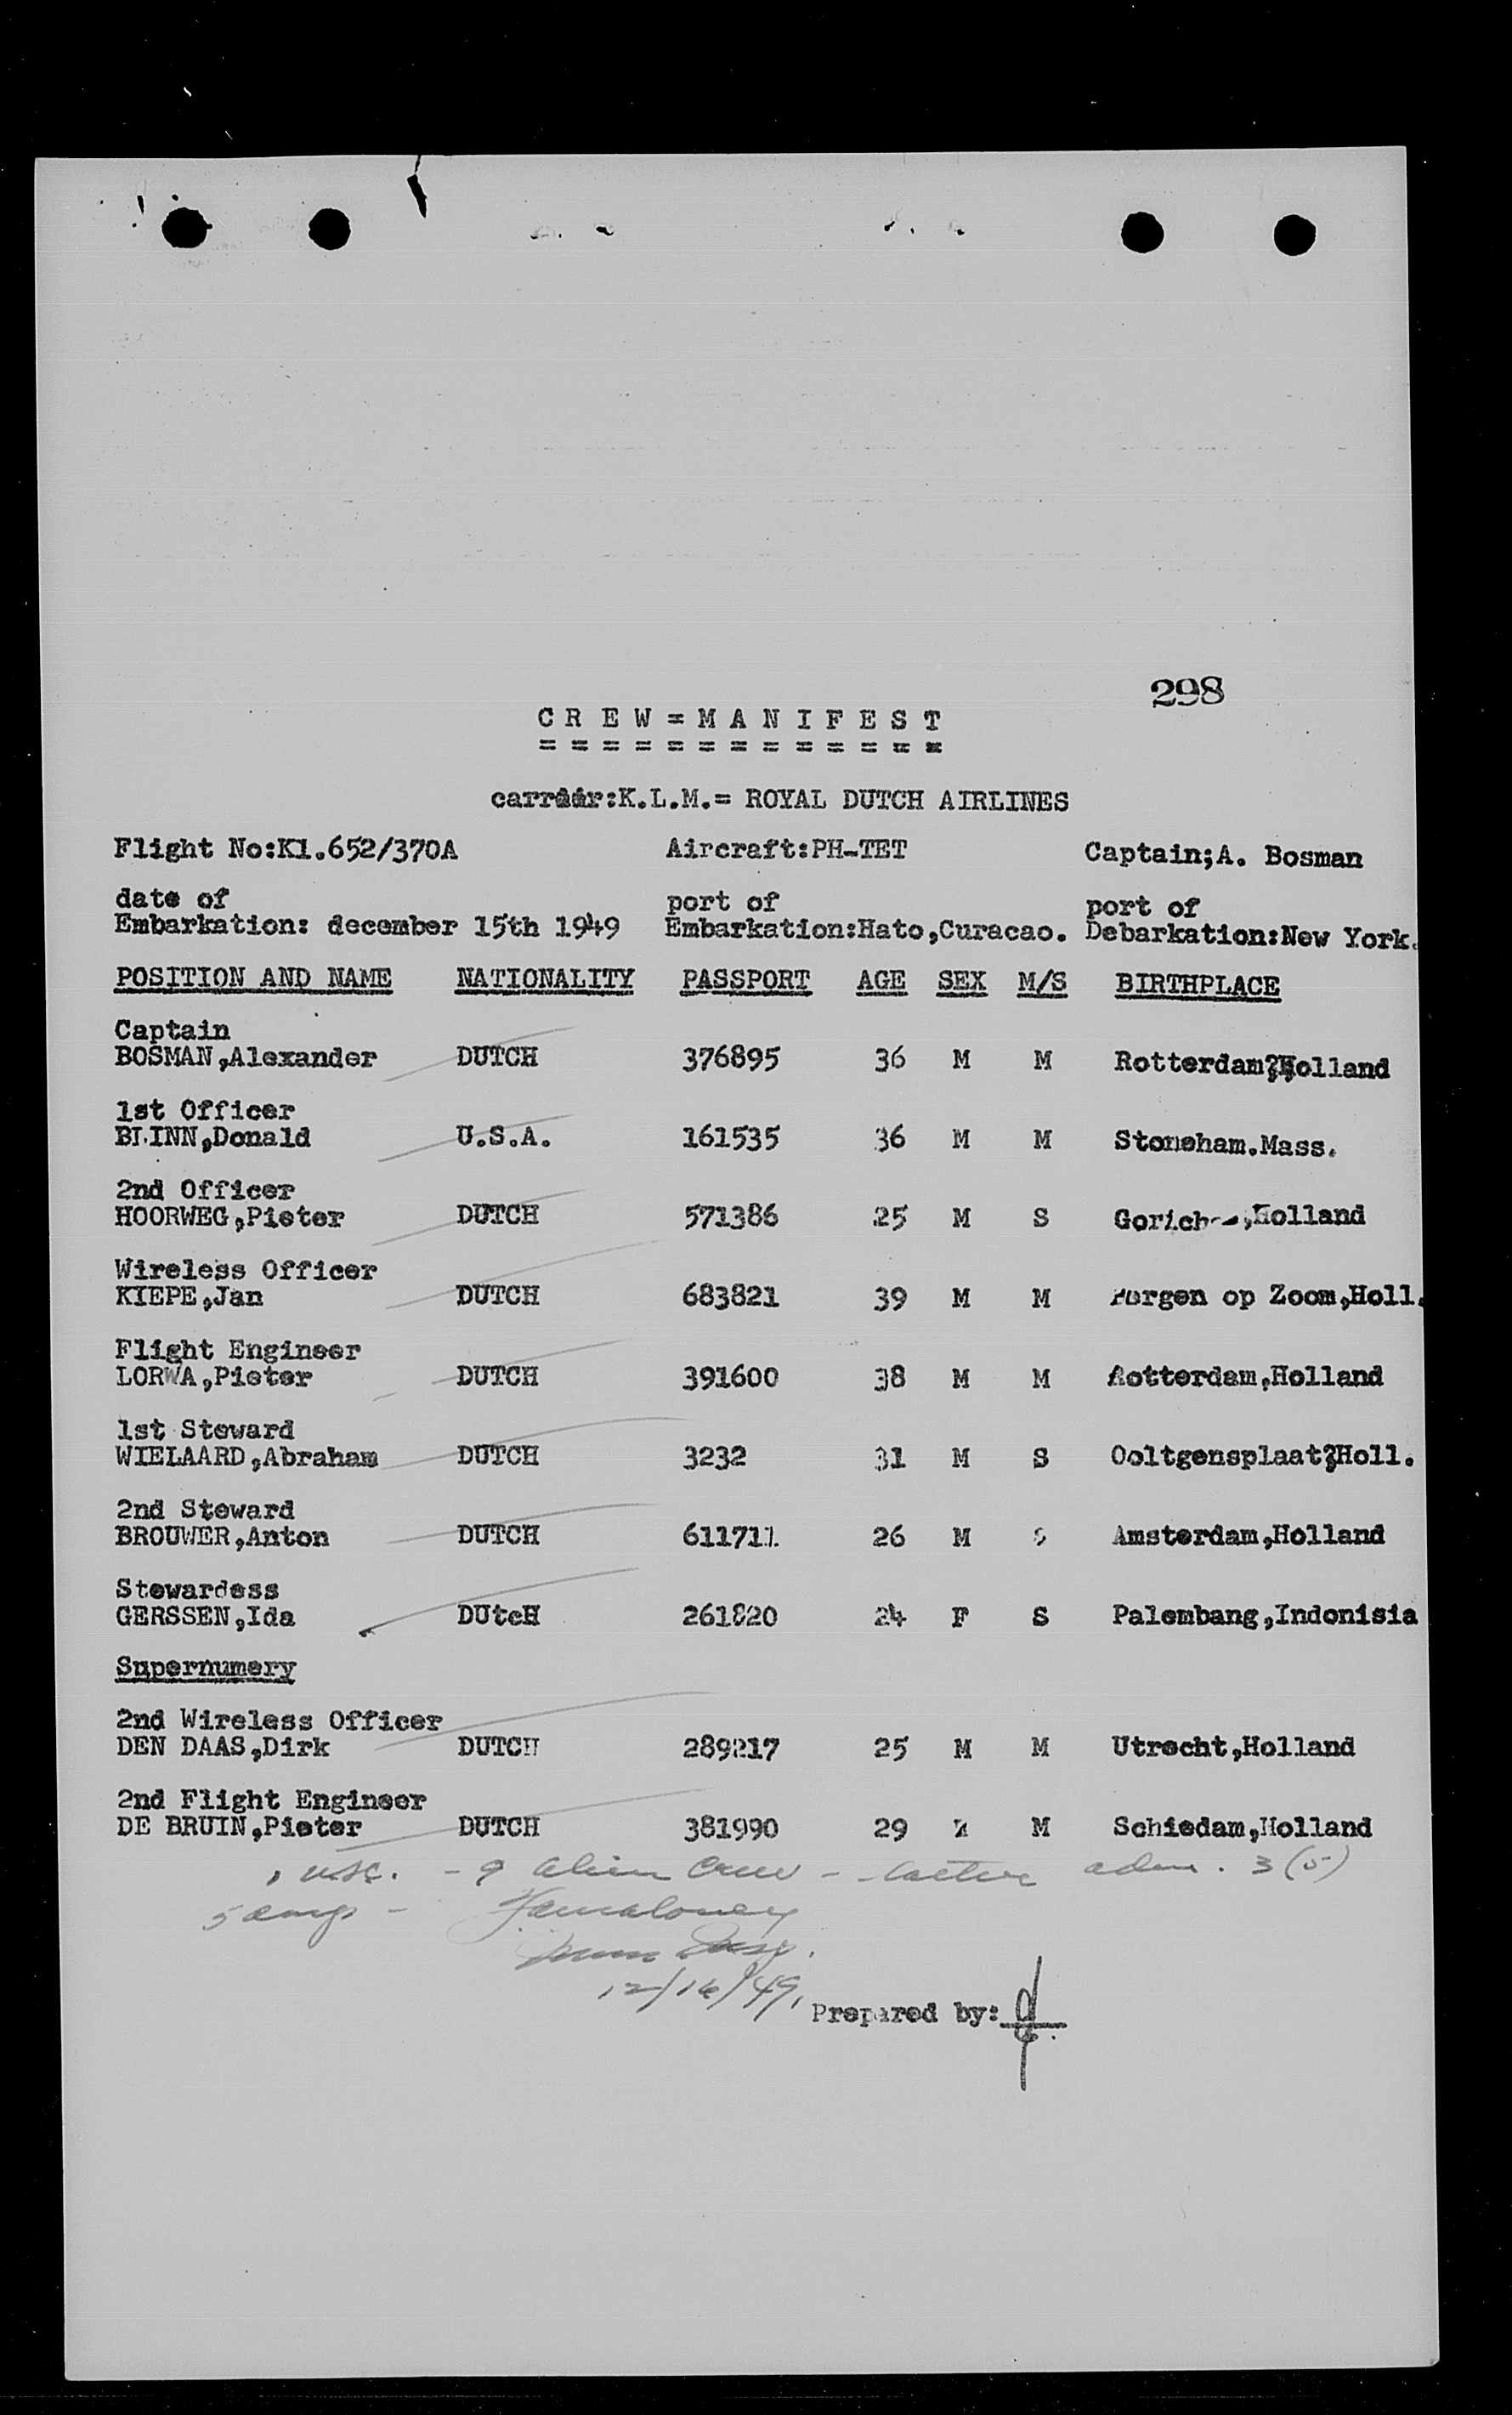 298
C R E W = M A N I F E S T
= = = = = = = = = = = = =
K.L.M.= ROYAL DUTCH AIRLINES
Flight No:Kl.652/370A Aircraft:PH-TET Captain;A. Bosman
date of port of port of
Embarkation: december 15th 1949 Embarkation:Hato,Curacao. Debarkation:New York.
POSITION AND NAME NATIONALITY PASSPORT AGE SEX M/S BIRTHPLACE
Captain
BOSMAN,Alexander DUTCH 376895 36 M M Rotterdam?,Holland
1st Officer
BLINN,Donald U.S.A. 161535 36 M M Stoneham.Mass.
2nd Officer
HOORWEG,Pieter DUTCH 571386 25 M S ,Holland
Wireless Officer
KIEPE,Jan DUTCH 683821 39 M M op Zoom,Holl.
Flight Engineer
LORWA,Pieter DUTCH 391600 38 M M Rotterdam,Holland
1st Steward
WIELAARD,Abraham DUTCH 3232 31 M S Ooltgensplaat?Holl.
2nd Steward
BROUWER,Anton DUTCH 611711 26 M S Amsterdam,Holland
Stewardess
GERSSEN,Ida DUtcH 261820 24 F S Palembang,Indonisia
Supernumery
2nd Wireless Officer
DEN DAAS,Dirk DUTCH 289217 25 M M Utrecht,Holland
2nd Flight Engineer
DE BRUIN,Pieter DUTCH 381990 29 M M Schiedam,Holland
1 USC. - 9 alien crew - adm. 3 (5)
12/16/49
Prepared by: